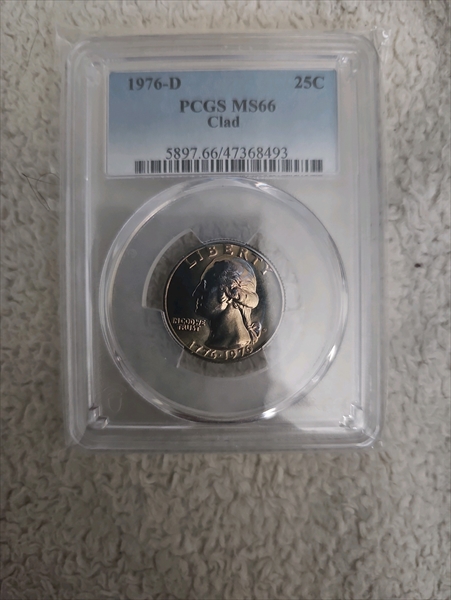 1976-D 25C
PCGS MS66
Clad
5897.66/47368493
LIBERTY
IN GOD WE
TRUST
1776·1976